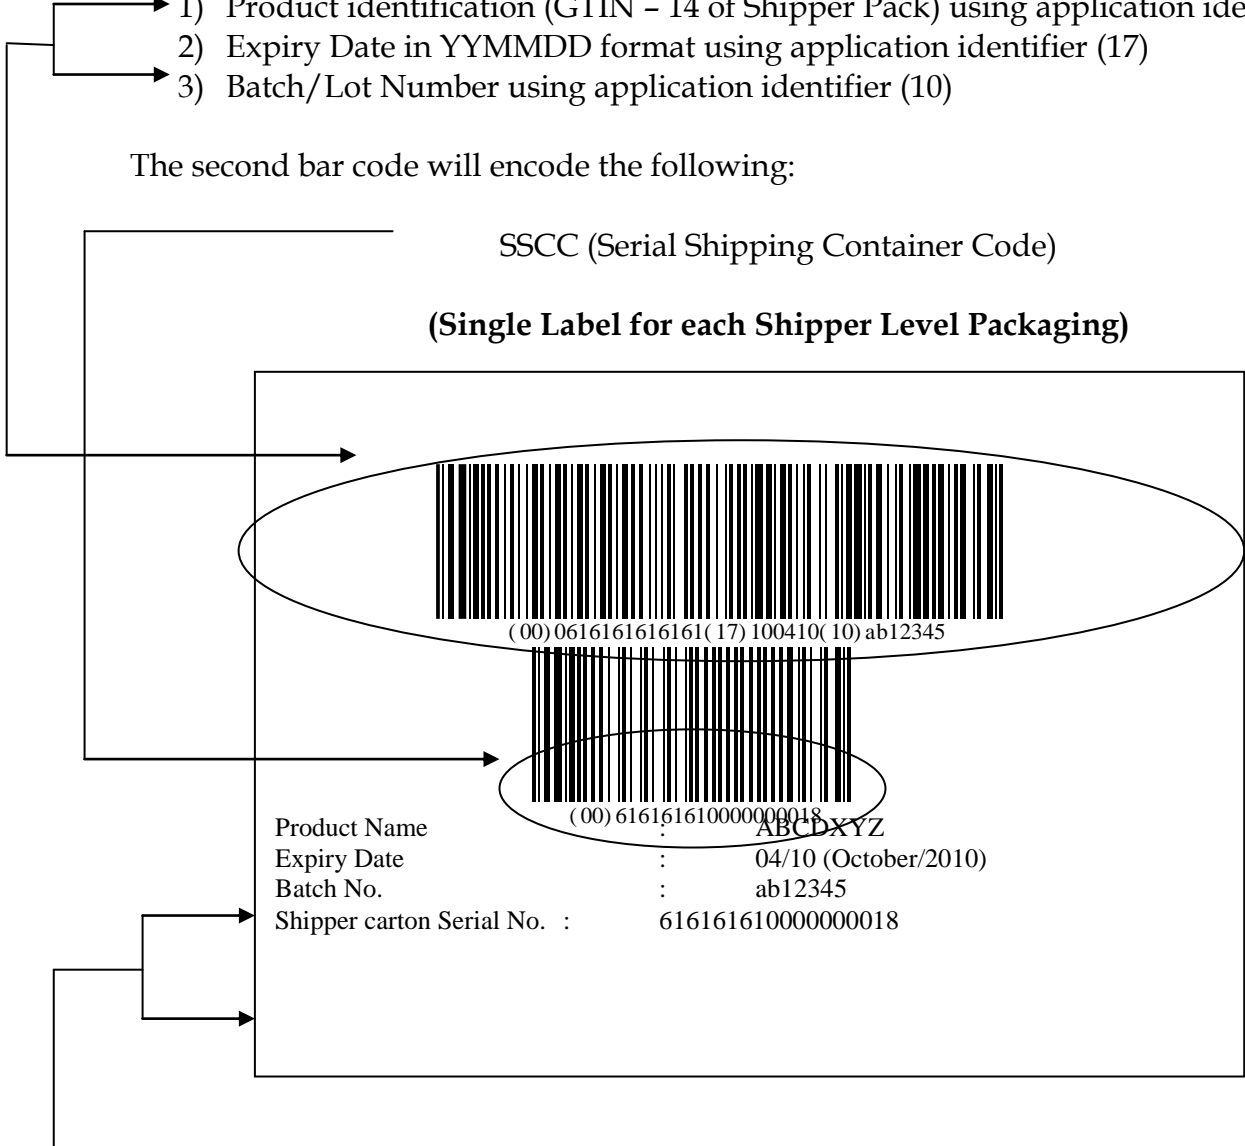 1) Product identification (GTIN – 14 of Shipper Pack) using application ide
2) Expiry Date in YYMMDD format using application identifier (17)
3) Batch/Lot Number using application identifier (10)
The second bar code will encode the following:
SSCC (Serial Shipping Container Code)
(Single Label for each Shipper Level Packaging)
(00)0616161616161(17)100410(10)ab12345
(00)616161610000000018
Product Name : ABCDXYZ
Expiry Date : 04/10 (October/2010)
Batch No. : ab12345
Shipper carton Serial No. : 616161610000000018